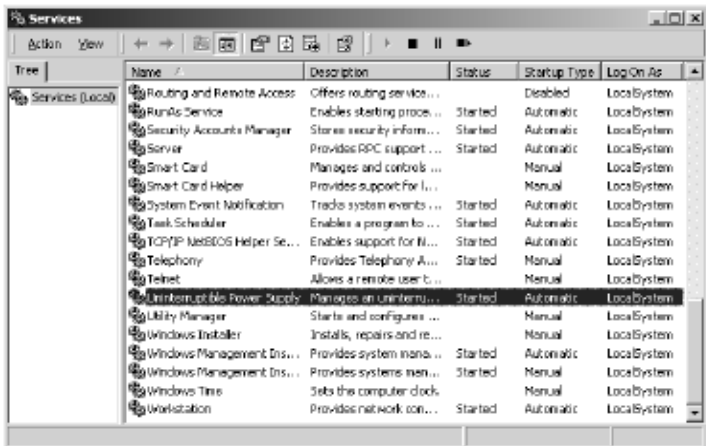 Services
Action View
Tree
Services (Local)
Name Description Status Startup Type Log On As
Routing and Remote Access Offers routing service... Disabled LocalSystem
RunAs Service Enables starting proce... Started Automatic LocalSystem
Security Accounts Manager Stores security inform... Started Automatic LocalSystem
Server Provides RPC support ... Started Automatic LocalSystem
Smart Card Manages and controls ... Manual LocalSystem
Smart Card Helper Provides support for l... Manual LocalSystem
System Event Notification Tracks system events ... Started Automatic LocalSystem
Task Scheduler Enables a program to ... Started Automatic LocalSystem
TCP/IP NetBIOS Helper Se... Enables support for N... Started Automatic LocalSystem
Telephony Provides Telephony A... Started Manual LocalSystem
Telnet Allows a remote user t... Manual LocalSystem
Uninterruptible Power Supply Manages an uninterru... Started Automatic LocalSystem
Utility Manager Starts and configures ... Manual LocalSystem
Windows Installer Installs, repairs and re... Manual LocalSystem
Windows Management Ins... Provides system mana... Started Automatic LocalSystem
Windows Management Ins... Provides systems man... Started Manual LocalSystem
Windows Time Sets the computer clock. Manual LocalSystem
Workstation Provides network con... Started Automatic LocalSystem